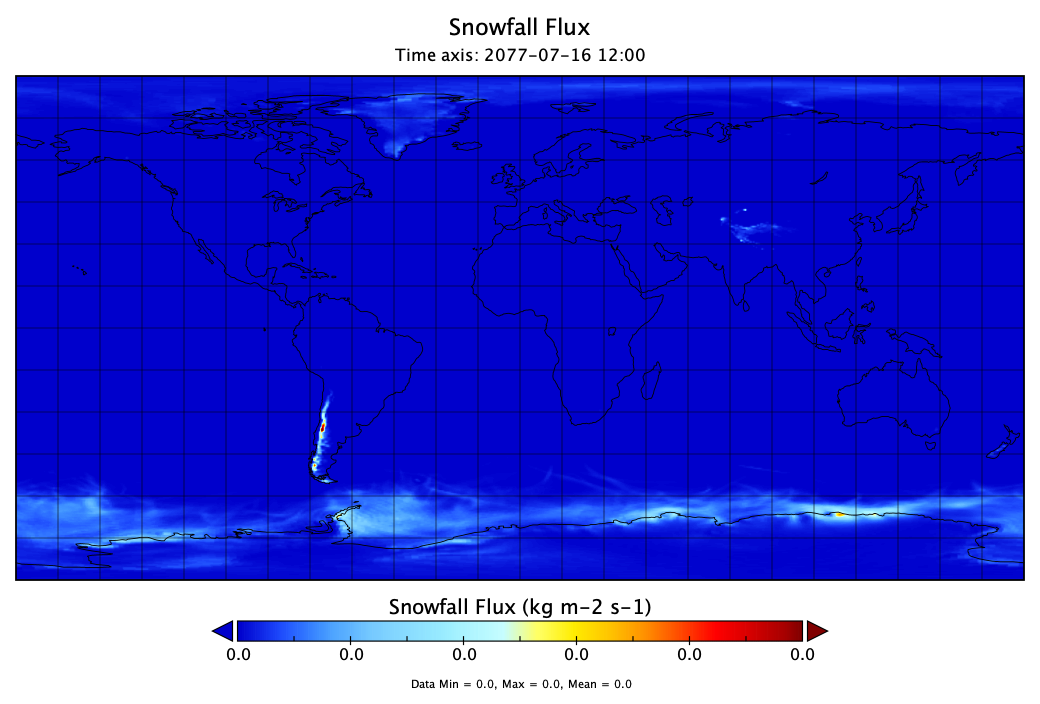 Snowfall Flux
Time axis: 2077-07-16 12:00
Snowfall Flux (kg m-2 s-1)
0.0 0.0 0.0 0.0 0.0 0.0
Data Min = 0.0, Max = 0.0, Mean = 0.0